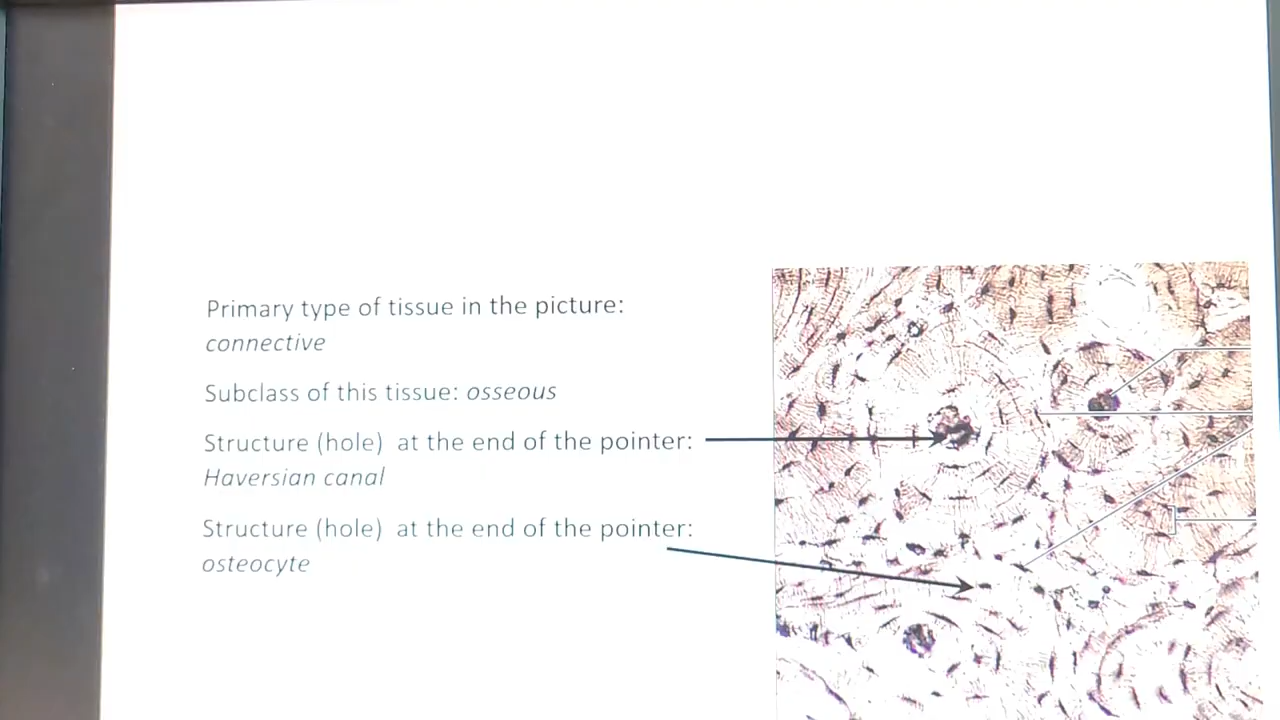 Primary type of tissue in the picture:
connective
Subclass of this tissue: osseous
Structure (hole) at the end of the pointer:
Haversian canal
Structure (hole) at the end of the pointer:
osteocyte